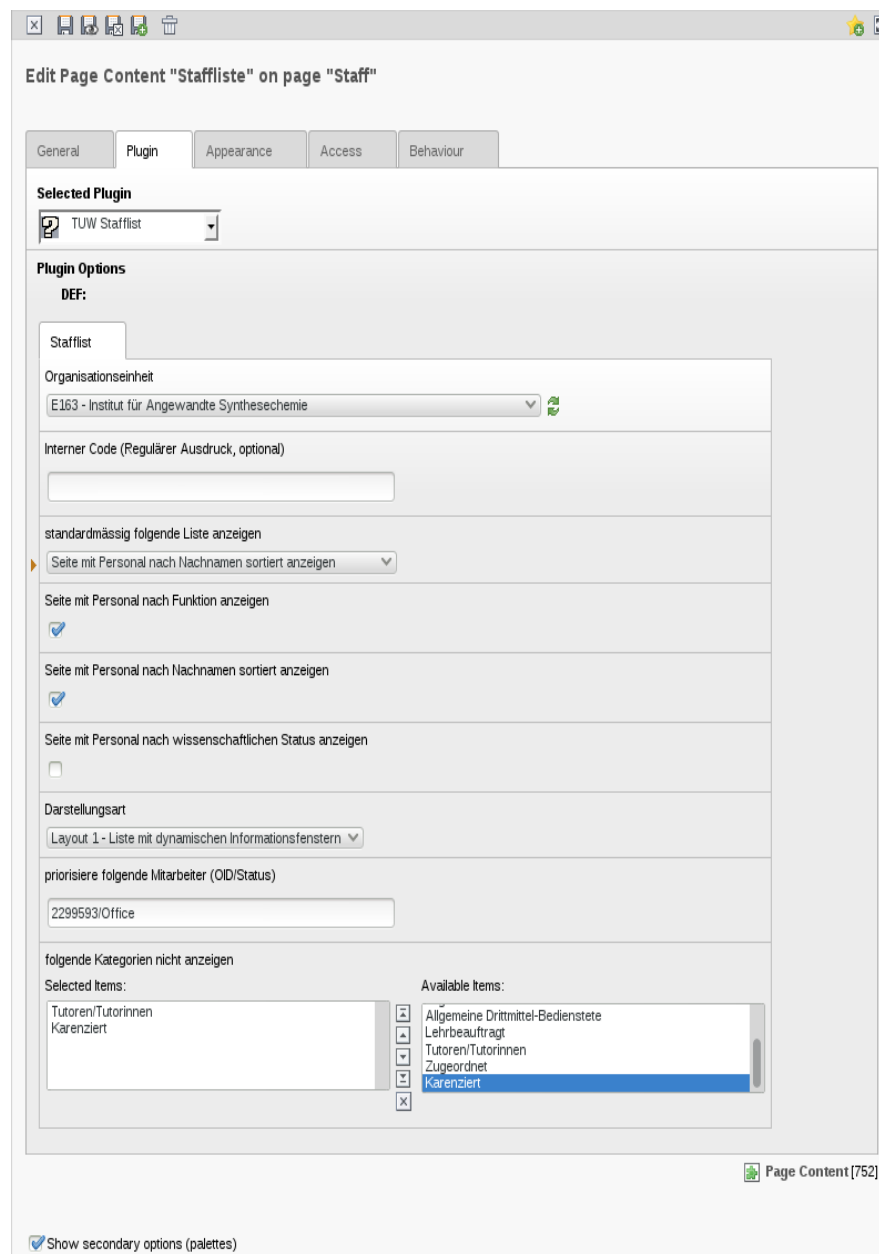 Edit Page Content "Staffliste" on page "Staff"
General Plugin Appearance Access Behaviour
Selected Plugin
TUW Stafflist
Plugin Options
DEF:
Stafflist
Organisationseinheit
E163 - Institut für Angewandte Synthesechemie
Interner Code (Regulärer Ausdruck, optional)
standardmässig folgende Liste anzeigen
Seite mit Personal nach Nachnamen sortiert anzeigen
Seite mit Personal nach Funktion anzeigen
Seite mit Personal nach Nachnamen sortiert anzeigen
Seite mit Personal nach wissenschaftlichen Status anzeigen
Darstellungsart
Layout 1 - Liste mit dynamischen Informationsfenstern
priorisiere folgende Mitarbeiter (OID/Status)
2299593/Office
folgende Kategorien nicht anzeigen
Selected Items:
Tutoren/Tutorinnen
Karenziert
Available Items:
Allgemeine Drittmittel-Bedienstete
Lehrbeauftragt
Tutoren/Tutorinnen
Zugeordnet
Karenziert
Page Content [752]
Show secondary options (palettes)